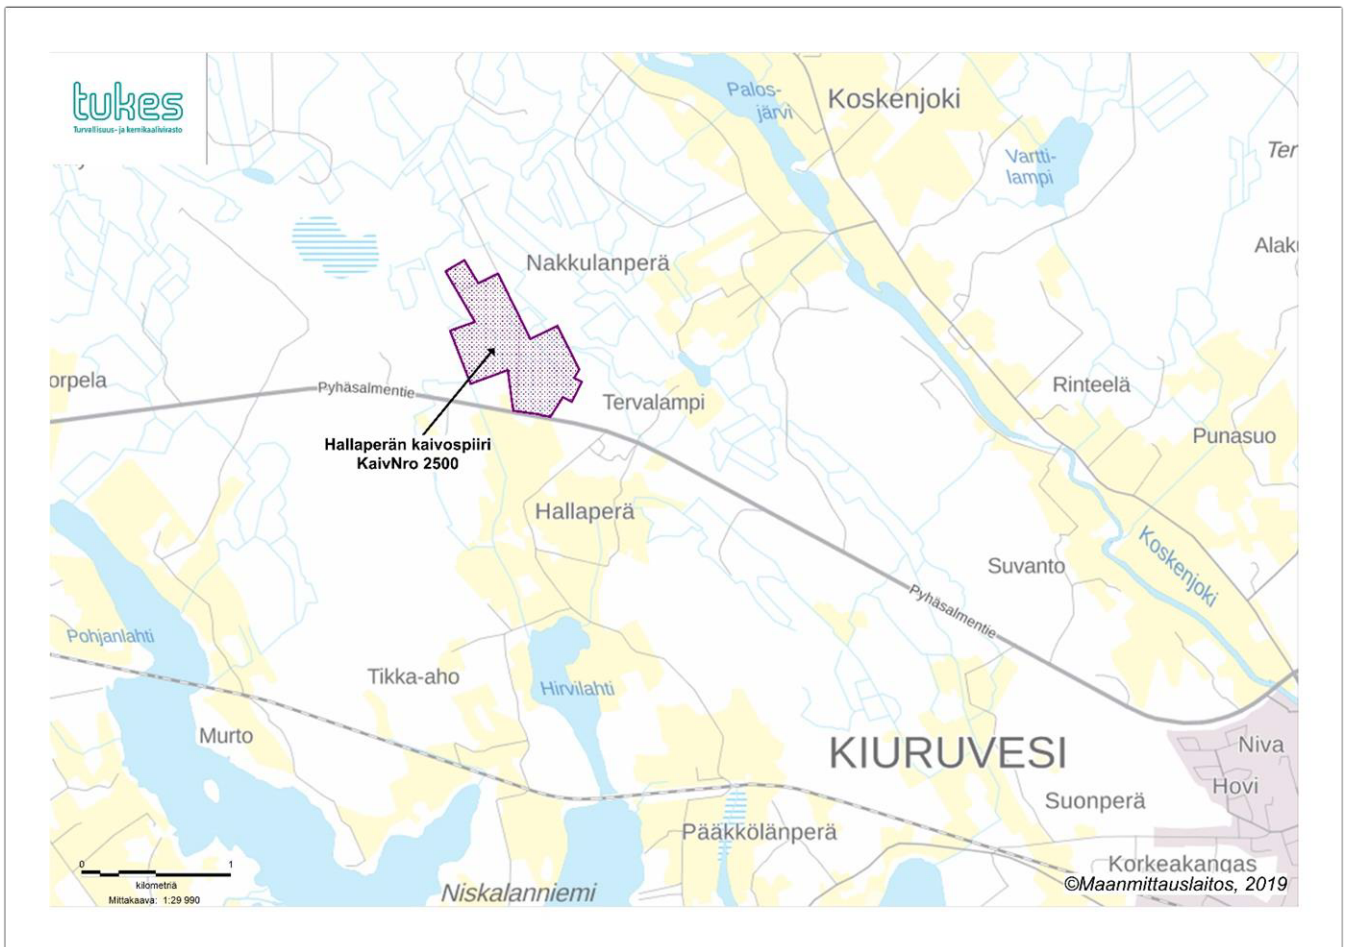 tukes
Turvallisuus- ja kemikaalivirasto
Palos-
järvi
Koskenjoki
Vartti-
lampi
Ter
Alaku
Nakkulanperä
orpela
Pyhäsalmentie
Tervalampi
Rinteelä
Punasuo
Hallaperän kaivospiiri
KaivNro 2500
Hallaperä
Koskenjoki
Suvanto
Pyhäsalmentie
Pohjanlahti
Tikka-aho
Hirvilahti
Murto
KIURUVESI
Niva
Hovi
Suonperä
Pääkkölänperä
Korkeakangas
0 1
kilometriä
Mittakaava: 1:29 990
Niskalanniemi
©Maanmittauslaitos, 2019